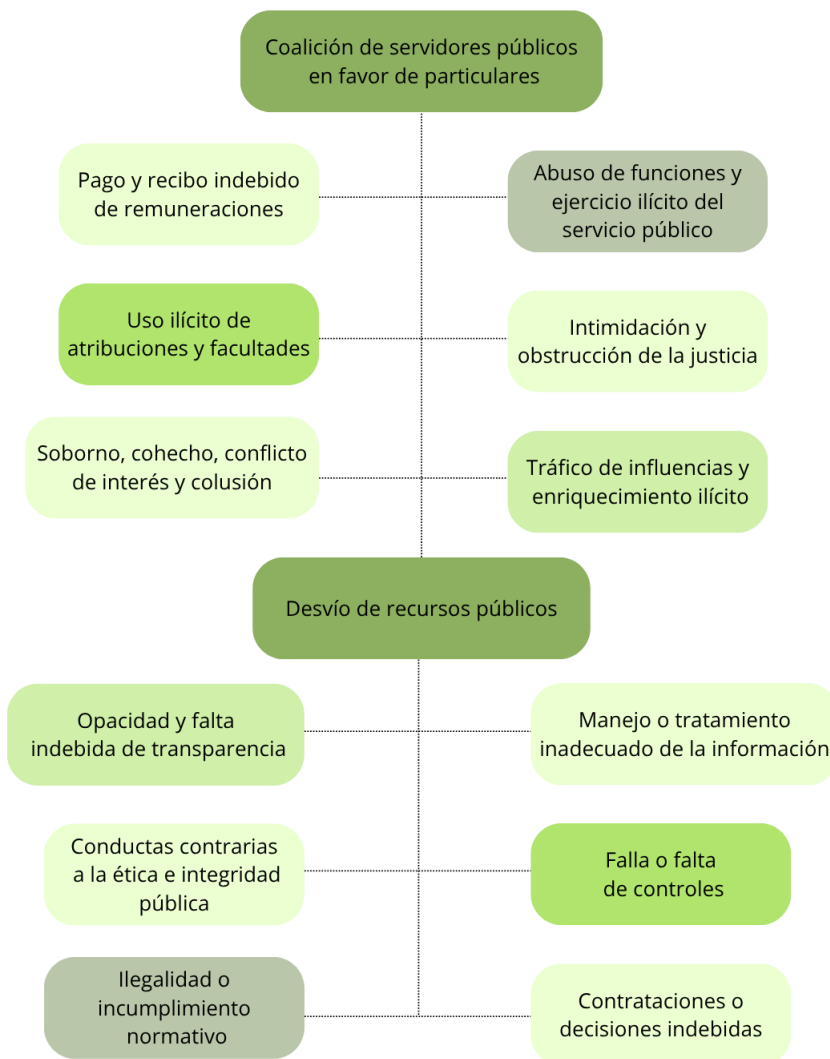 Coalición de servidores públicos
en favor de particulares
Pago y recibo indebido
de remuneraciones
Abuso de funciones y
ejercicio ilícito del
servicio público
Uso ilícito de
atribuciones y facultades
Intimidación y
obstrucción de la justicia
Soborno, cohecho, conflicto
de interés y colusión
Tráfico de influencias y
enriquecimiento ilícito
Desvío de recursos públicos
Opacidad y falta
indebida de transparencia
Manejo o tratamiento
inadecuado de la información
Conductas contrarias
a la ética e integridad
pública
Falla o falta
de controles
Ilegalidad o
incumplimiento
normativo
Contrataciones o
decisiones indebidas